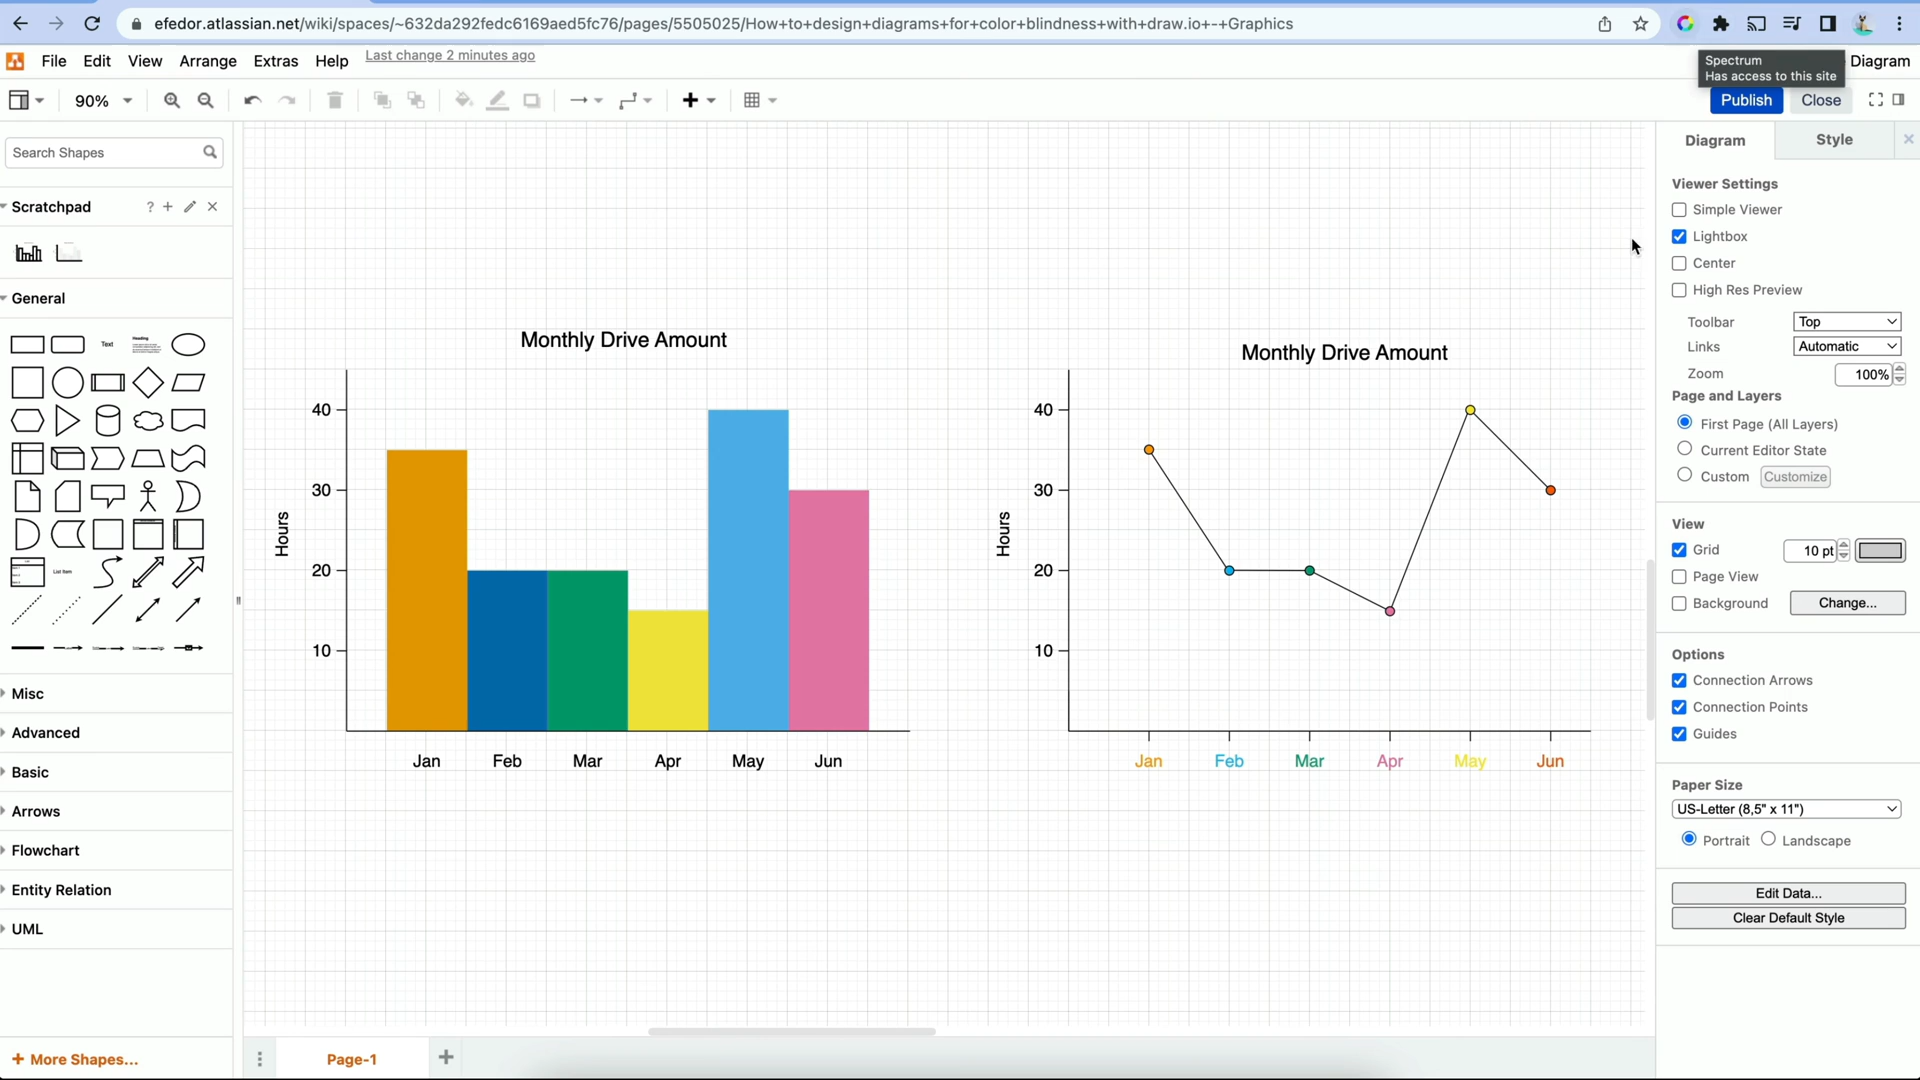 efedor.atlassian.net/wiki/spaces/~632da292fedc6169aed5fc76/pages/5505025/How+to+design+diagrams+for+color+blindness+with+draw.io+-+Graphics
File Edit View Arrange Extras Help Last change 2 minutes ago
Spectrum
Has access to this site
Diagram
90%
Publish Close
Search Shapes
Scratchpad ?
General
Text
Heading
List Item
Misc
Advanced
Basic
Arrows
Flowchart
Entity Relation
UML
+ More Shapes...
Monthly Drive Amount
40
30
20
10
Hours
Jan Feb Mar Apr May Jun
Monthly Drive Amount
40
30
20
10
Hours
Jan Feb Mar Apr May Jun
Page-1
Diagram Style
Viewer Settings
Simple Viewer
Lightbox
Center
High Res Preview
Toolbar Top
Links Automatic
Zoom 100%
Page and Layers
First Page (All Layers)
Current Editor State
Custom Customize
View
Grid 10 pt
Page View
Background Change...
Options
Connection Arrows
Connection Points
Guides
Paper Size
US-Letter (8,5" x 11")
Portrait Landscape
Edit Data...
Clear Default Style